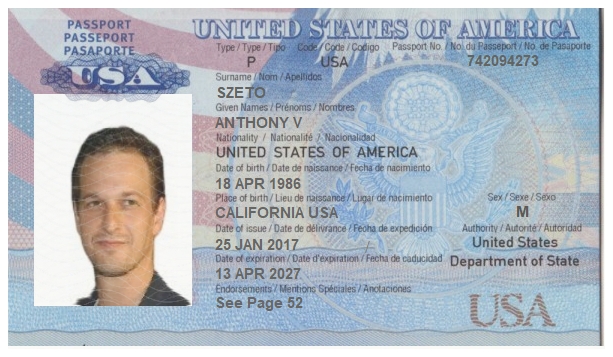 PASSPORT
PASSEPORT
PASAPORTE
USA
UNITED STATES OF AMERICA
Type / Type / Tipo Code / Code / Codigo Passport No. / No. du Passeport / No. de Pasaporte
P USA 742094273
Surname / Nom / Apellidos
SZETO
Given Names / Prénoms / Nombres
ANTHONY V
Nationality / Nationalité / Nacionalidad
UNITED STATES OF AMERICA
Date of birth / Date de naissance / Fecha de nacimiento
18 APR 1986
Place of birth / Lieu de naissance / Lugar de nacimiento Sex / Sexe / Sexo
CALIFORNIA USA M
Date of issue / Date de délivrance / Fecha de expedición Authority / Autorité / Autoridad
25 JAN 2017 United States
Date of expiration / Date d'expiration / Fecha de caducidad Department of State
13 APR 2027
Endorsements / Mentions Spéciales / Anotaciones
See Page 52
USA